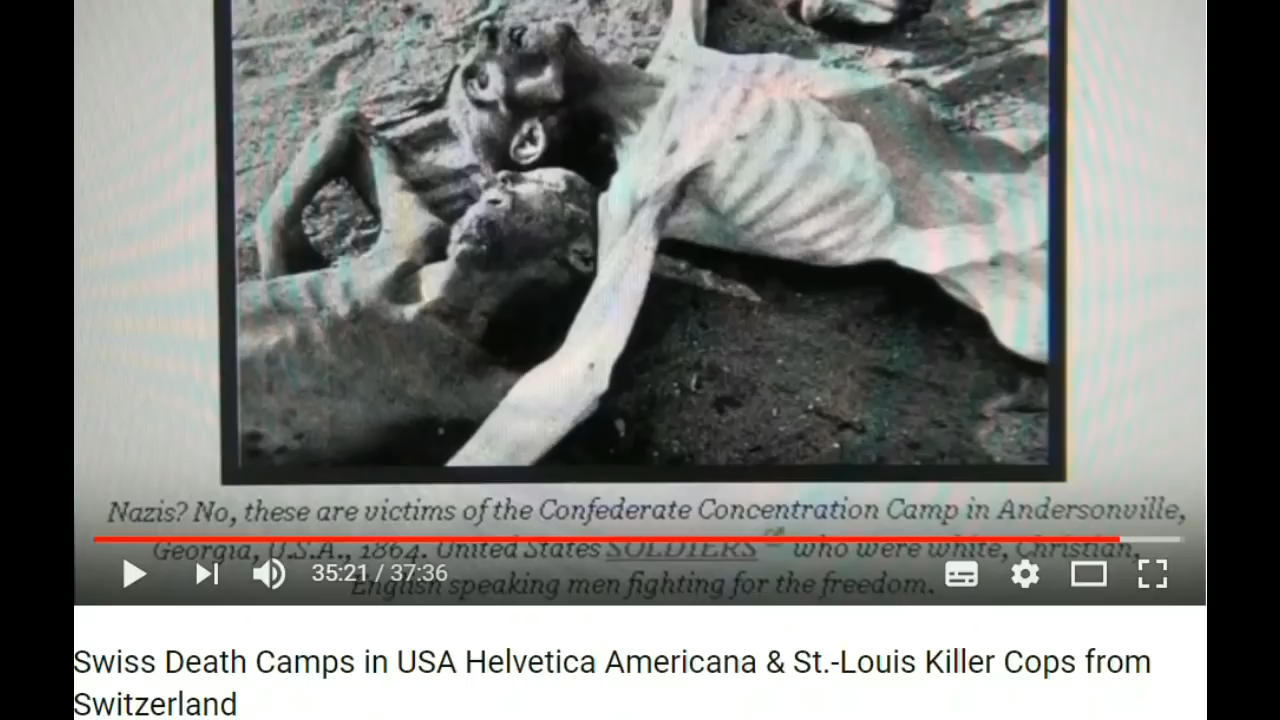 Nazis? No, these are victims of the Confederate Concentration Camp in Andersonville,
Georgia, U.S.A., 1864. United States SOLDIERS who were white, Christian,
English speaking men fighting for the freedom.
35:21 / 37:36
Swiss Death Camps in USA Helvetica Americana & St.-Louis Killer Cops from
Switzerland